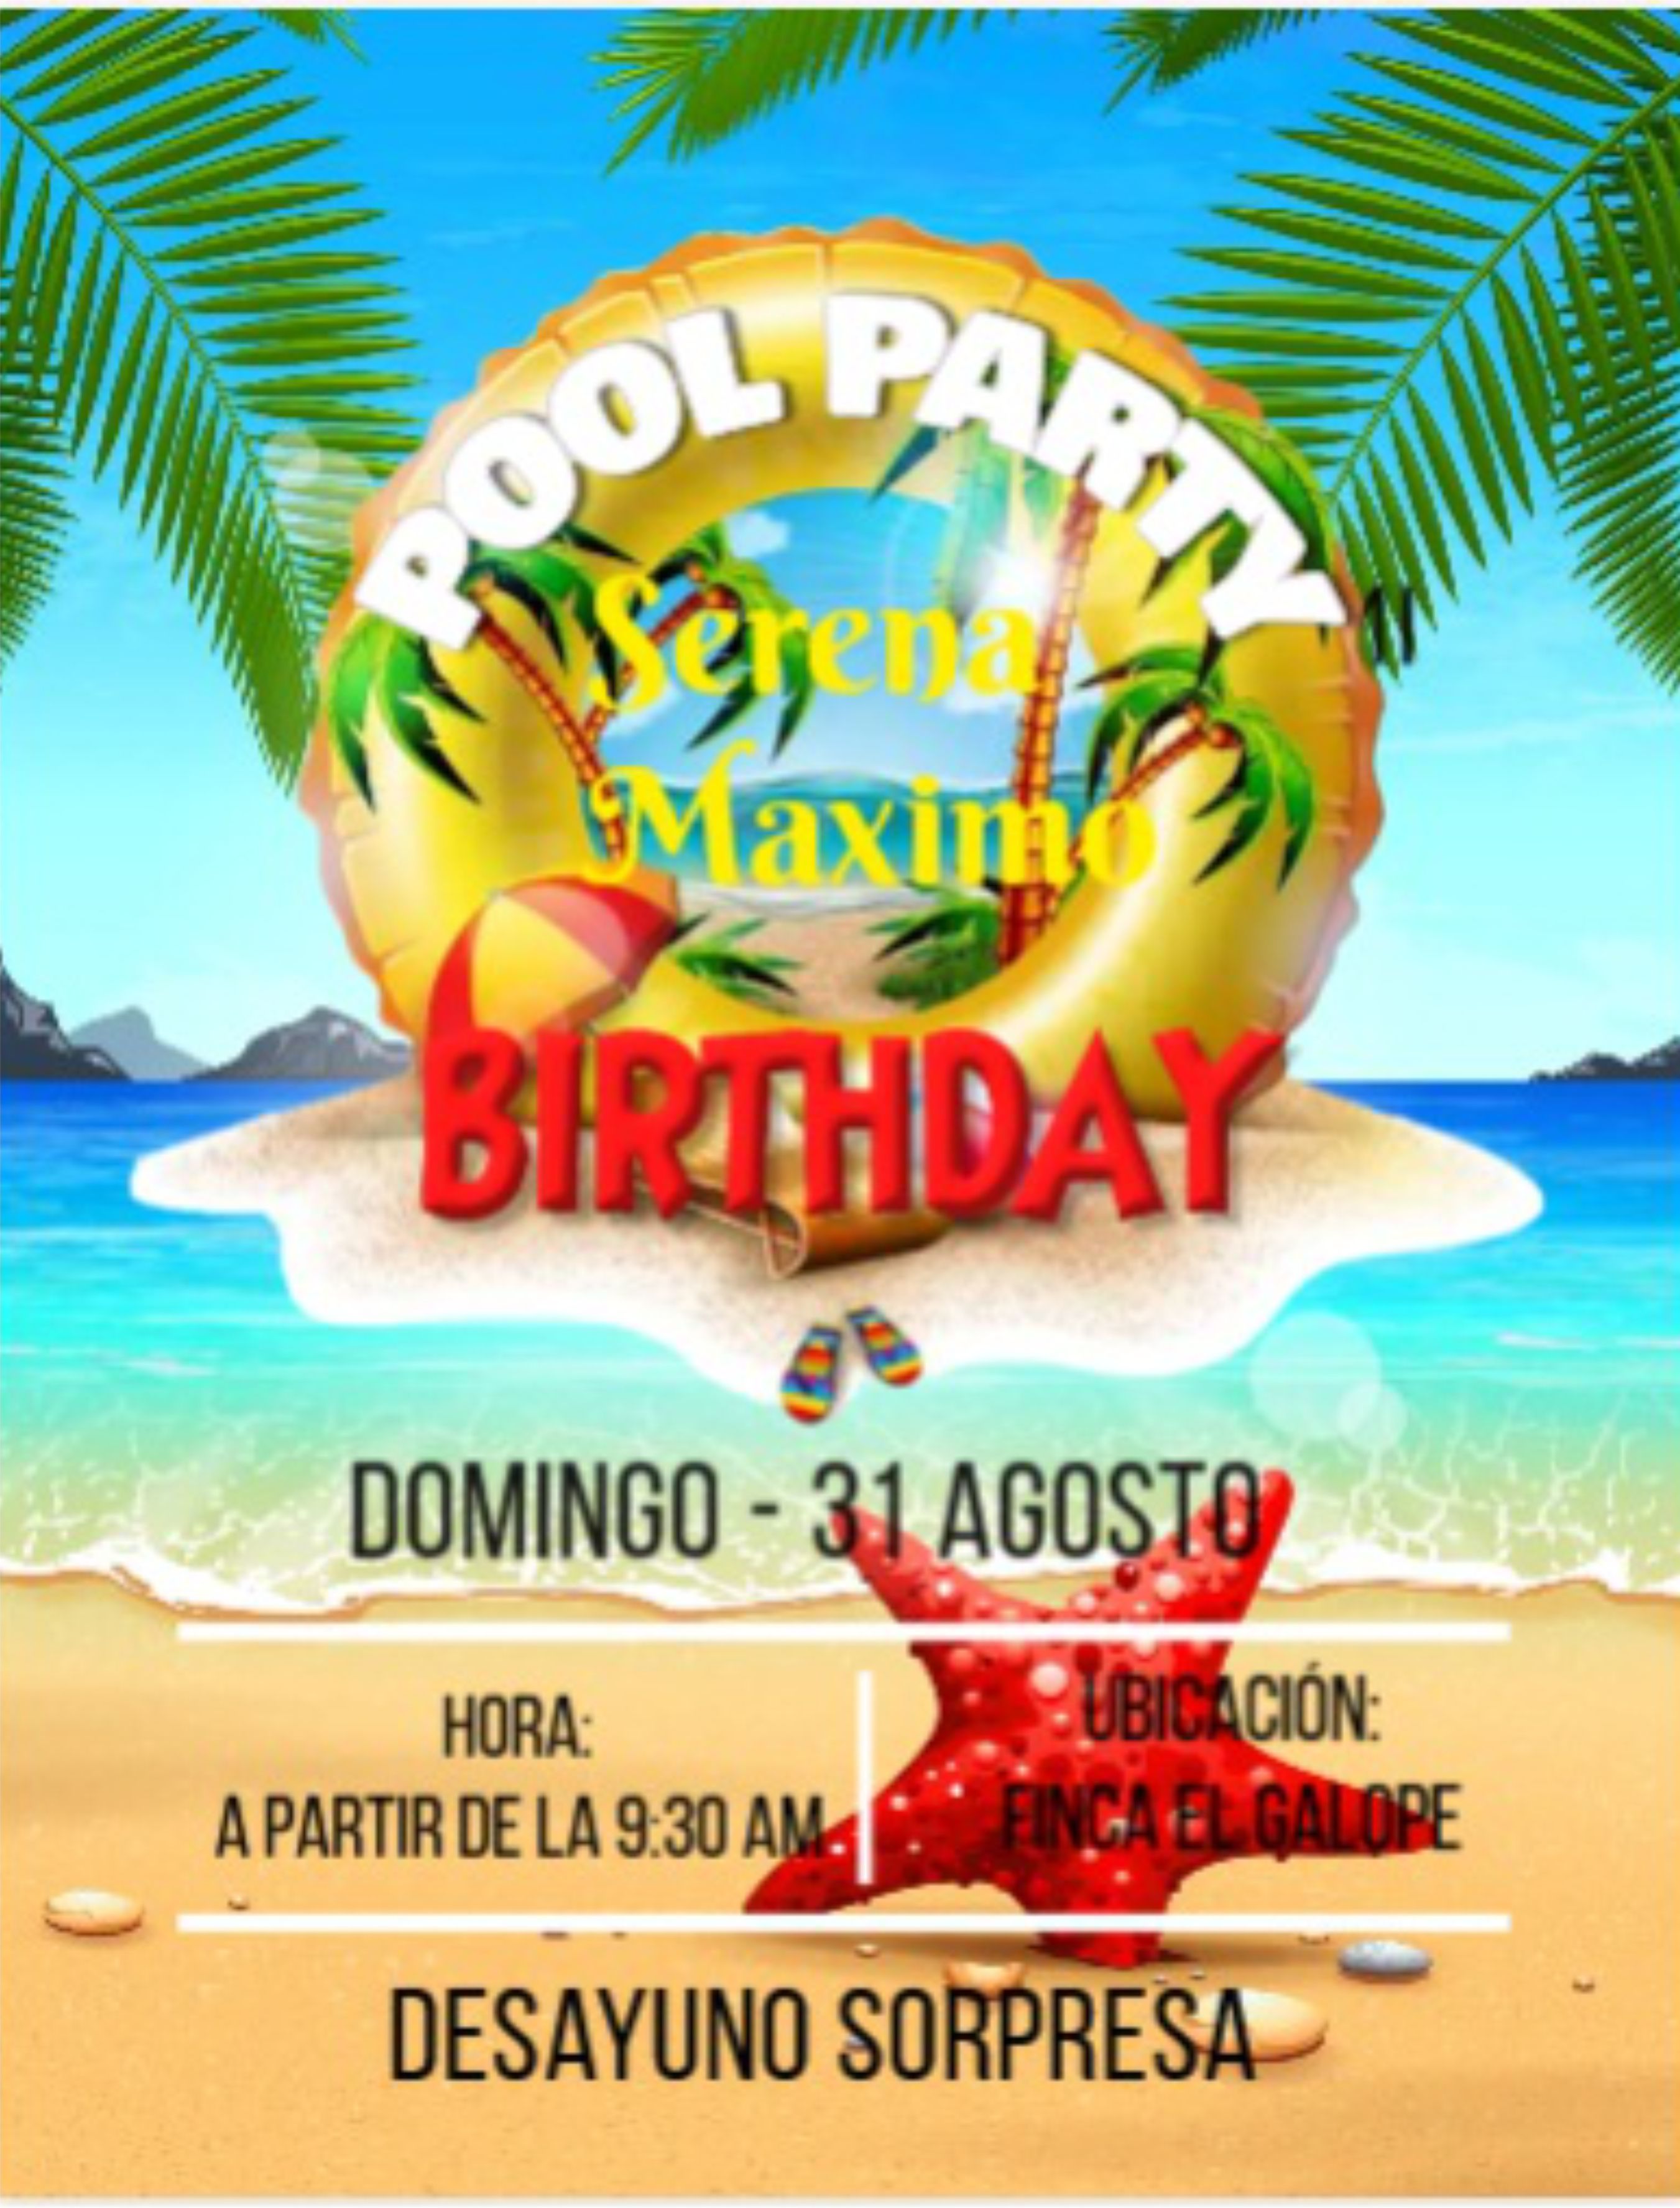 POOL PARTY
Serena
Maximo
BIRTHDAY
DOMINGO - 31 AGOSTO
HORA:
A PARTIR DE LA 9:30 AM
UBICACIÓN:
FINCA EL GALOPE
DESAYUNO SORPRESA